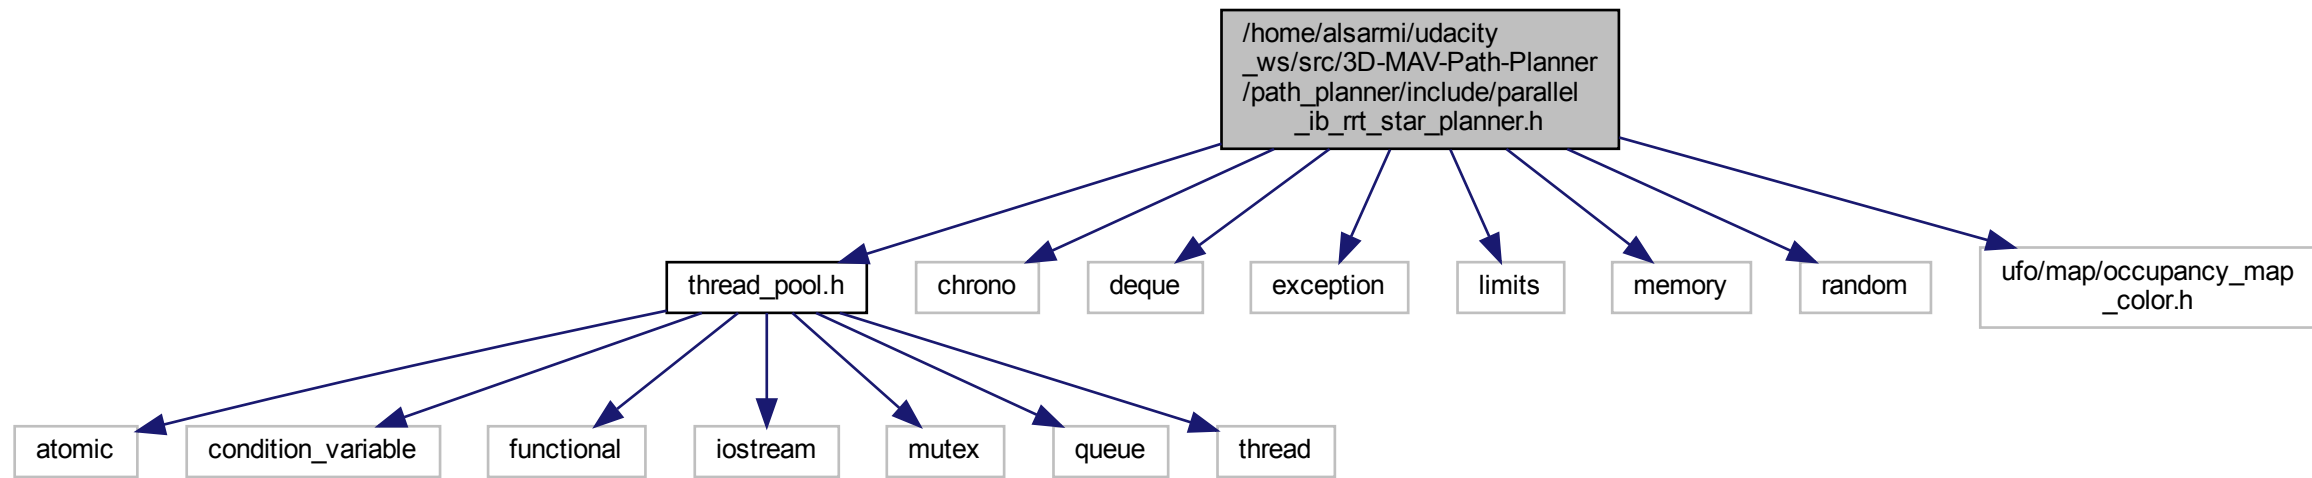 /home/alsarmi/udacity
_ws/src/3D-MAV-Path-Planner
/path_planner/include/parallel
_ib_rrt_star_planner.h
thread_pool.h
chrono
deque
exception
limits
memory
random
ufo/map/occupancy_map
_color.h
atomic
condition_variable
functional
iostream
mutex
queue
thread